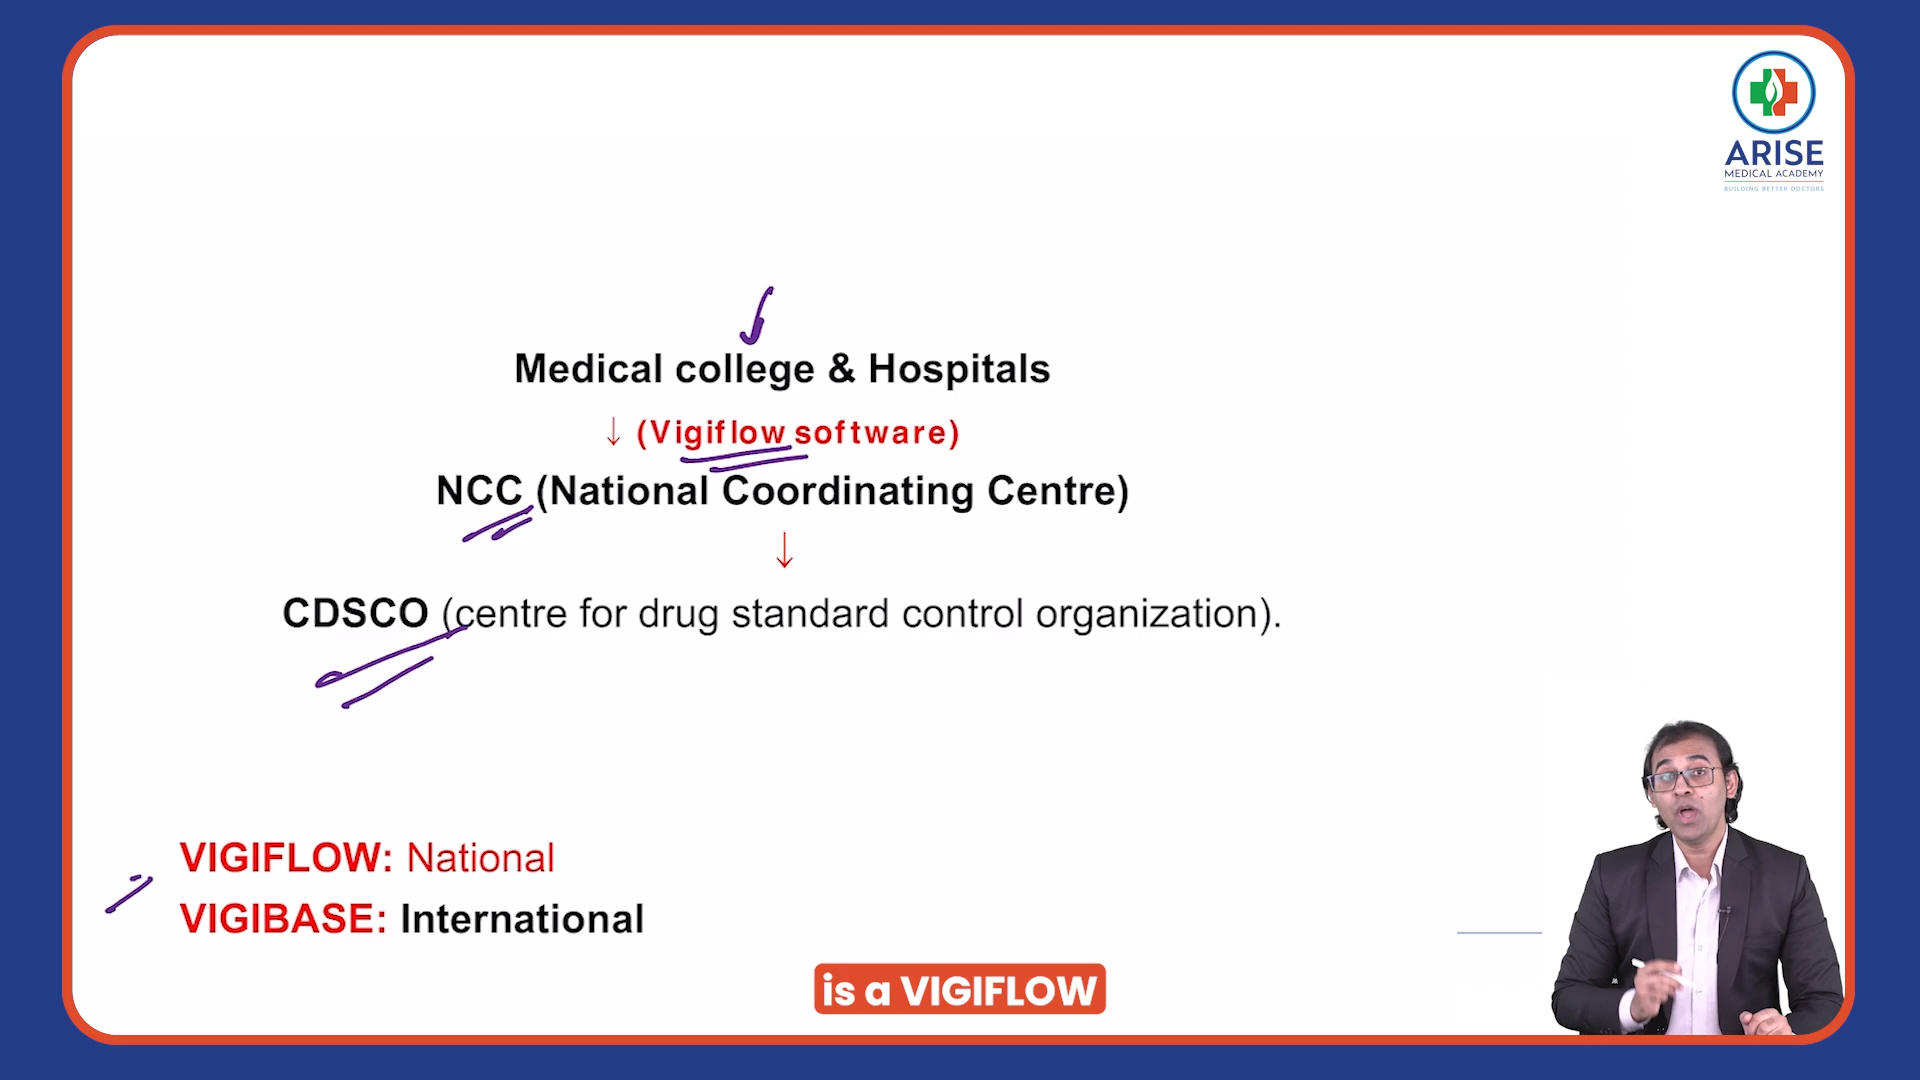 ARISE
MEDICAL ACADEMY
BUILDING BETTER DOCTORS
Medical college & Hospitals
↓ (Vigiflow software)
NCC (National Coordinating Centre)
↓
CDSCO (centre for drug standard control organization).
VIGIFLOW: National
VIGIBASE: International
is a VIGIFLOW